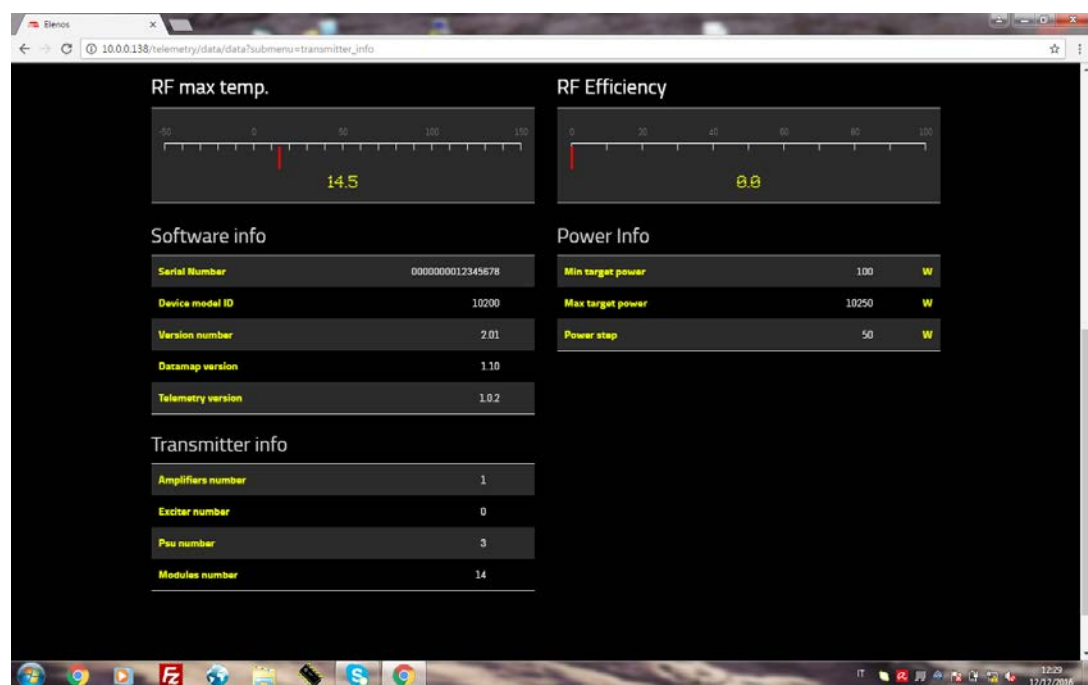 Elenos
10.0.0.138/telemetry/data/data?submenu=transmitter_info
RF max temp.
-50 0 50 100 150
14.5
RF Efficiency
0 20 40 60 80 100
0.0
Software info
Serial Number 0000000012345678
Device model ID 10200
Version number 2.01
Datamap version 1.10
Telemetry version 1.0.2
Power Info
Min target power 100 W
Max target power 10250 W
Power step 50 W
Transmitter info
Amplifiers number 1
Exciter number 0
Psu number 3
Modules number 14
IT
12:29
12/12/2016